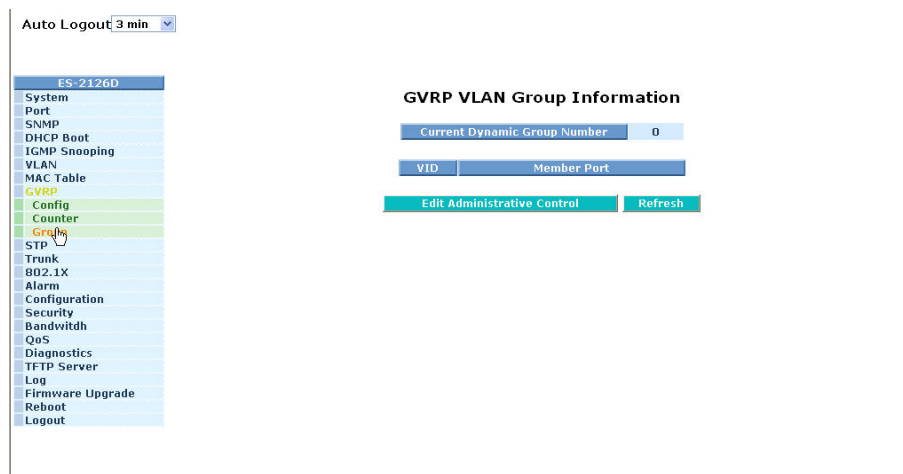 Auto Logout 3 min
ES-2126D
System
Port
SNMP
DHCP Boot
IGMP Snooping
VLAN
MAC Table
GVRP
Config
Counter
Group
STP
Trunk
802.1X
Alarm
Configuration
Security
Bandwitdh
QoS
Diagnostics
TFTP Server
Log
Firmware Upgrade
Reboot
Logout
GVRP VLAN Group Information
Current Dynamic Group Number 0
VID Member Port
Edit Administrative Control Refresh